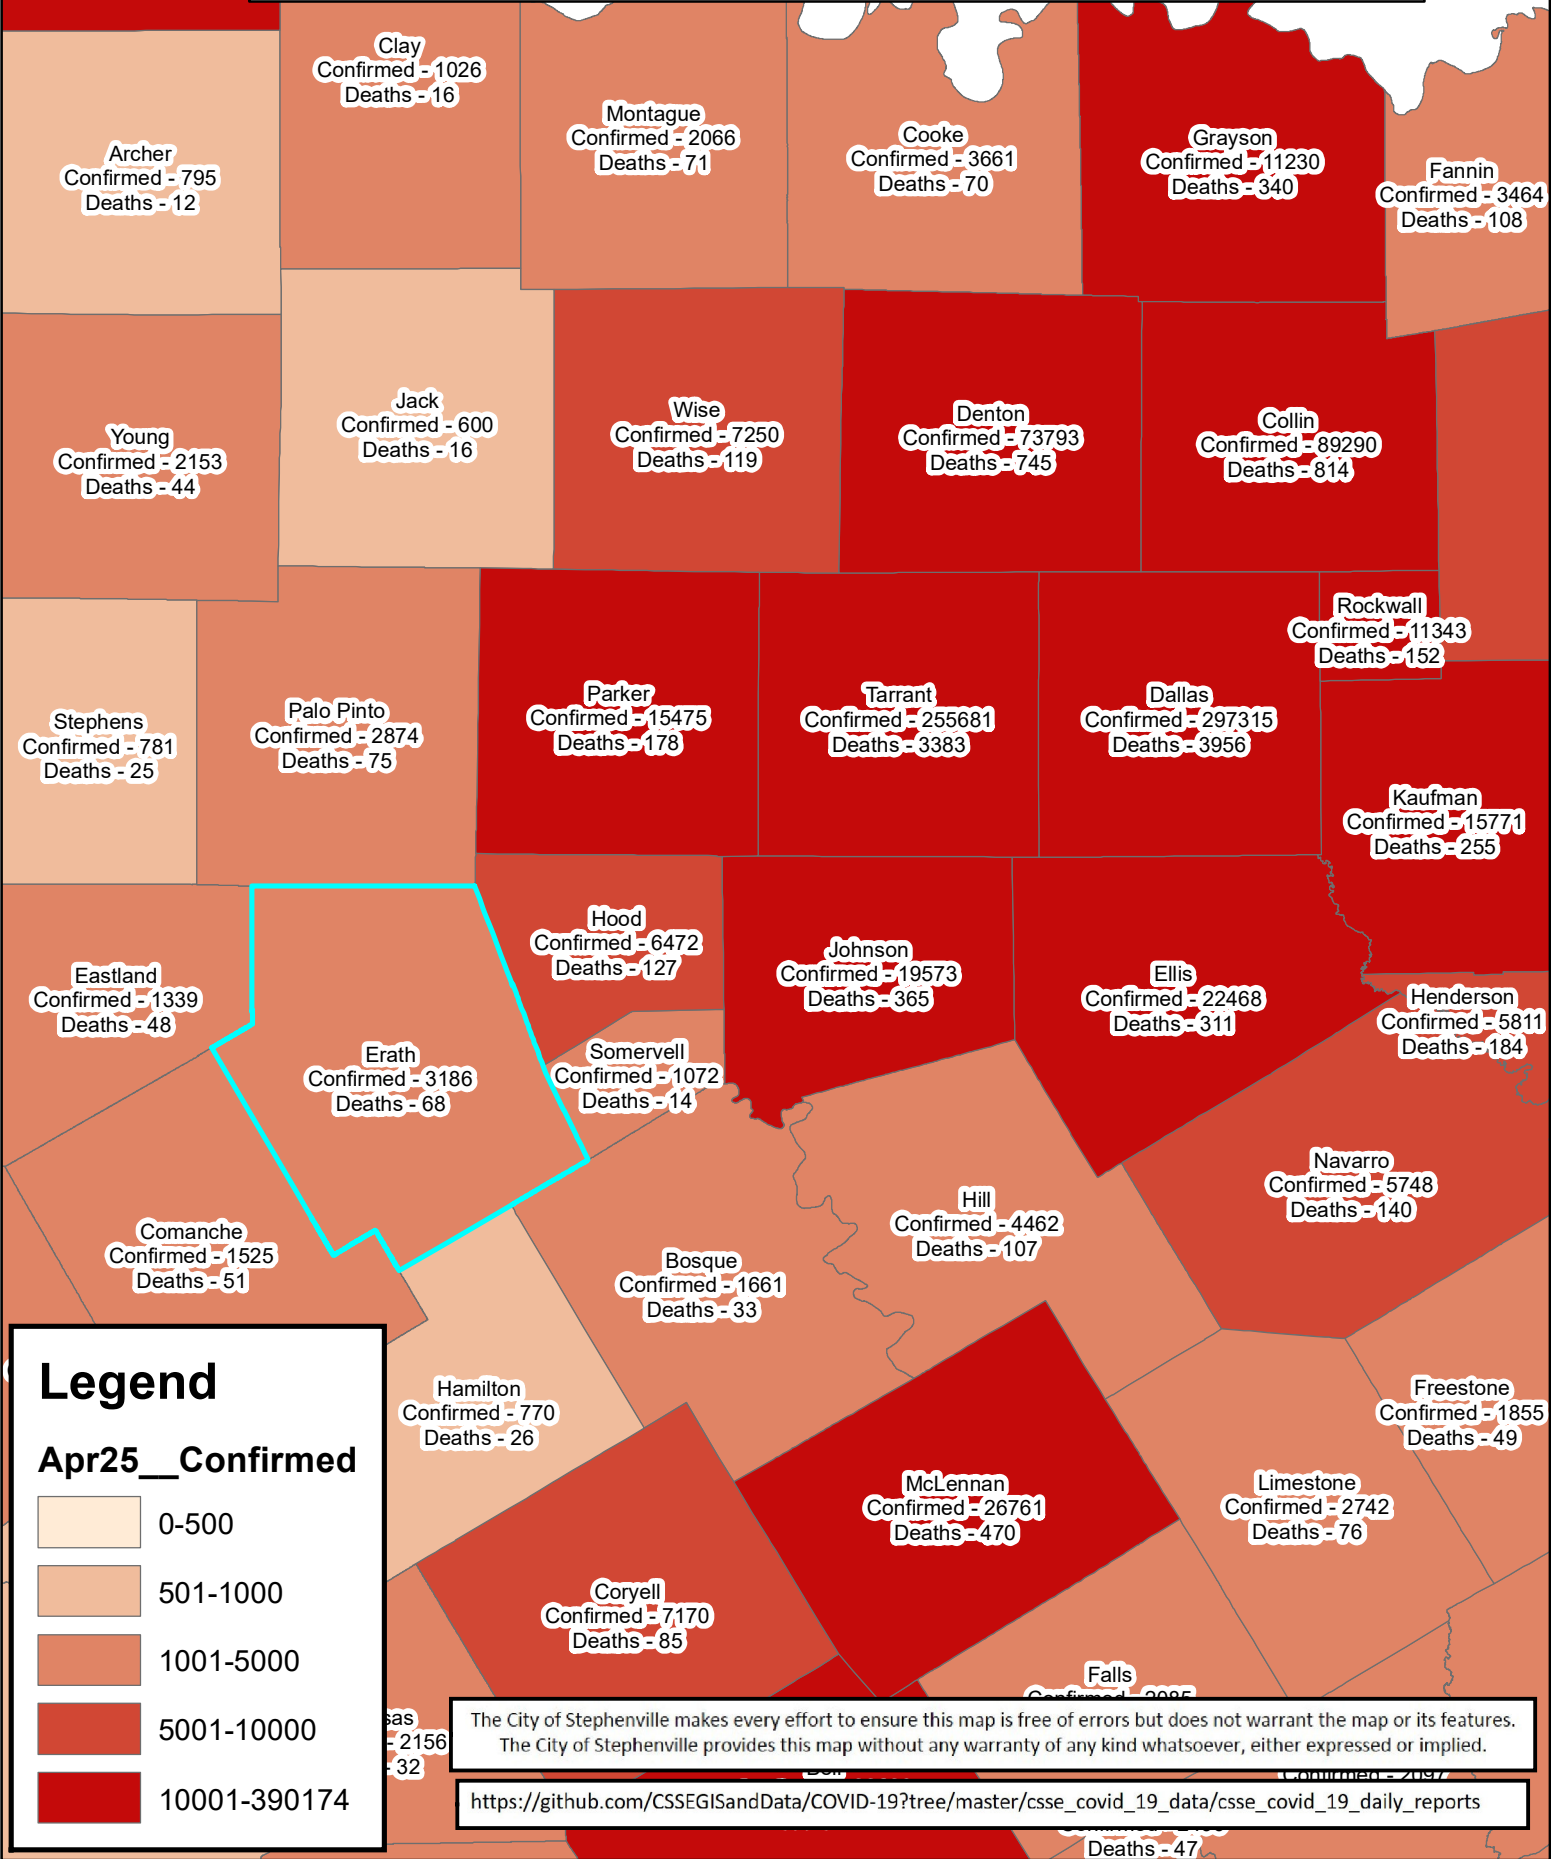 Clay
Confirmed - 1026
Deaths - 16
Montague
Confirmed - 2066
Deaths - 71
Cooke
Confirmed - 3661
Deaths - 70
Grayson
Confirmed - 11230
Deaths - 340
Archer
Confirmed - 795
Deaths - 12
Fannin
Confirmed - 3464
Deaths - 108
Jack
Confirmed - 600
Deaths - 16
Wise
Confirmed - 7250
Deaths - 119
Denton
Confirmed - 73793
Deaths - 745
Collin
Confirmed - 89290
Deaths - 814
Young
Confirmed - 2153
Deaths - 44
Rockwall
Confirmed - 11343
Deaths - 152
Stephens
Confirmed - 781
Deaths - 25
Palo Pinto
Confirmed - 2874
Deaths - 75
Parker
Confirmed - 15475
Deaths - 178
Tarrant
Confirmed - 255681
Deaths - 3383
Dallas
Confirmed - 297315
Deaths - 3956
Kaufman
Confirmed - 15771
Deaths - 255
Hood
Confirmed - 6472
Deaths - 127
Johnson
Confirmed - 19573
Deaths - 365
Ellis
Confirmed - 22468
Deaths - 311
Eastland
Confirmed - 1339
Deaths - 48
Henderson
Confirmed - 5811
Deaths - 184
Erath
Confirmed - 3186
Deaths - 68
Somervell
Confirmed - 1072
Deaths - 14
Navarro
Confirmed - 5748
Deaths - 140
Hill
Confirmed - 4462
Deaths - 107
Comanche
Confirmed - 1525
Deaths - 51
Bosque
Confirmed - 1661
Deaths - 33
Hamilton
Confirmed - 770
Deaths - 26
Freestone
Confirmed - 1855
Deaths - 49
McLennan
Confirmed - 26761
Deaths - 470
Limestone
Confirmed - 2742
Deaths - 76
Coryell
Confirmed - 7170
Deaths - 85
Falls
sas
- 2156
- 32
Confirmed - 2097
Deaths - 47
Legend
Apr25__Confirmed
0-500
501-1000
1001-5000
5001-10000
10001-390174
The City of Stephenville makes every effort to ensure this map is free of errors but does not warrant the map or its features.
The City of Stephenville provides this map without any warranty of any kind whatsoever, either expressed or implied.
https://github.com/CSSEGISandData/COVID-19?tree/master/csse_covid_19_data/csse_covid_19_daily_reports